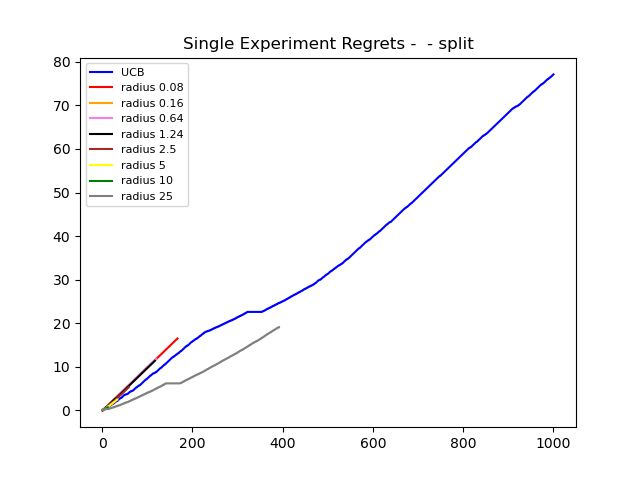 Single Experiment Regrets -  - split
80
70
60
50
40
30
20
10
0
UCB
radius 0.08
radius 0.16
radius 0.64
radius 1.24
radius 2.5
radius 5
radius 10
radius 25
0 200 400 600 800 1000